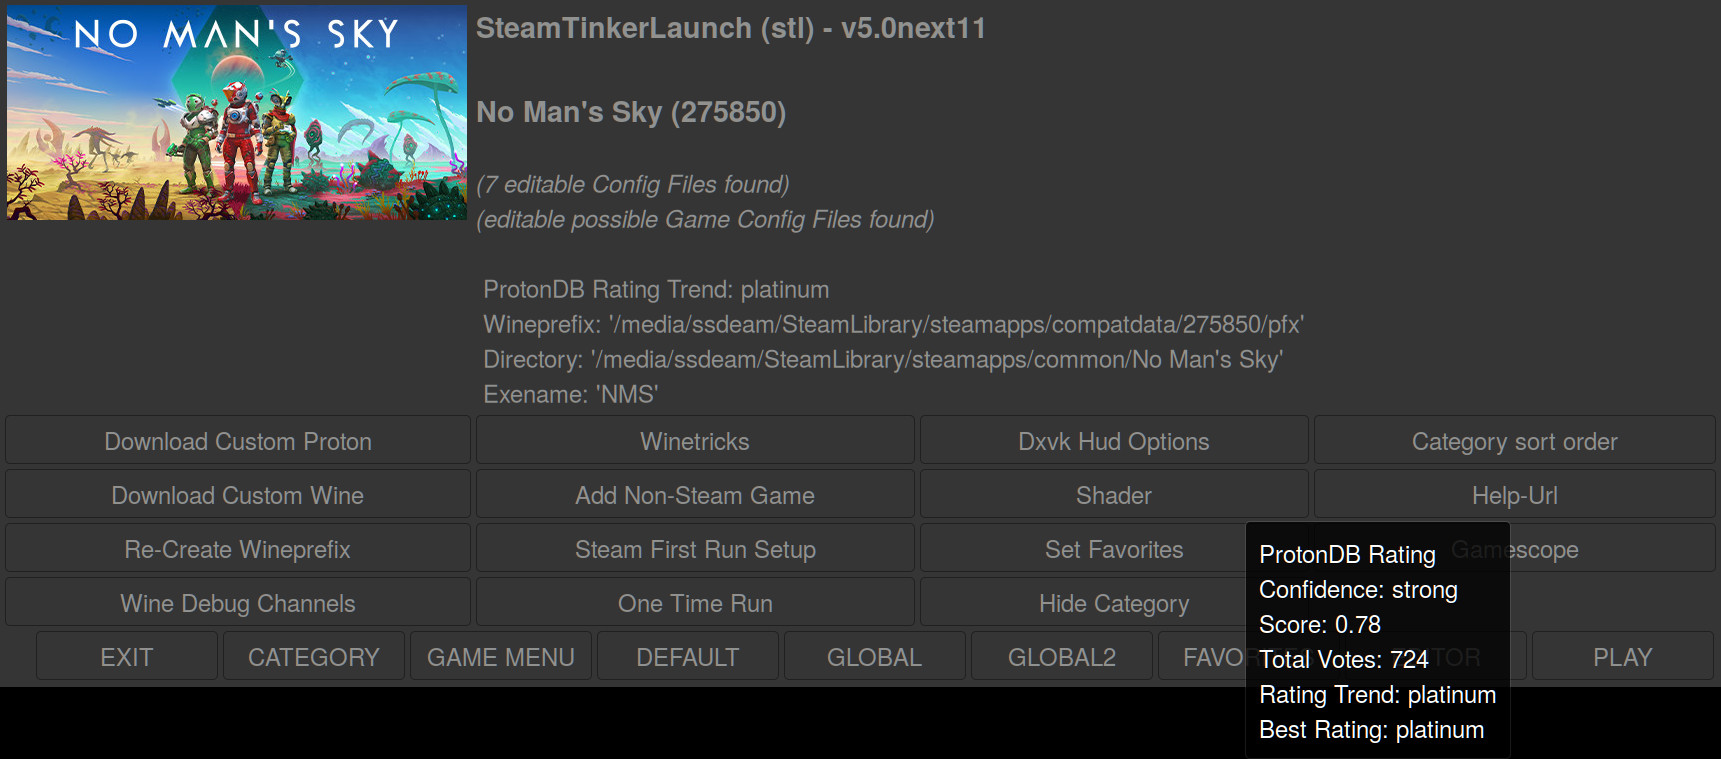 NO MAN'S SKY
SteamTinkerLaunch (stl) - v5.0next11
No Man's Sky (275850)
(7 editable Config Files found)
(editable possible Game Config Files found)
ProtonDB Rating Trend: platinum
Wineprefix: '/media/ssdeam/SteamLibrary/steamapps/compatdata/275850/pfx'
Directory: '/media/ssdeam/SteamLibrary/steamapps/common/No Man's Sky'
Exename: 'NMS'
Download Custom Proton
Winetricks
Dxvk Hud Options
Category sort order
Download Custom Wine
Add Non-Steam Game
Shader
Help-Url
Re-Create Wineprefix
Steam First Run Setup
Set Favorites
Gamescope
Wine Debug Channels
One Time Run
Hide Category
EXIT
CATEGORY
GAME MENU
DEFAULT
GLOBAL
GLOBAL2
FAVORITES
PLAY
ProtonDB Rating
Confidence: strong
Score: 0.78
Total Votes: 724
Rating Trend: platinum
Best Rating: platinum